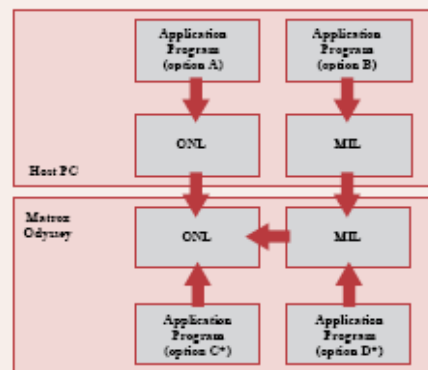 Application
Program
(option A)
Application
Program
(option B)
ONL
MIL
Host PC
Matrox
Odyssey
ONL
MIL
Application
Program
(option C*)
Application
Program
(option D*)